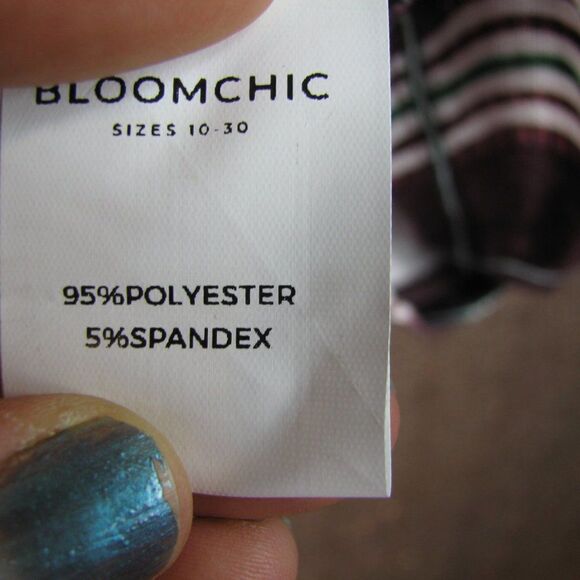 BLOOMCHIC
SIZES 10-30
95%POLYESTER
5%SPANDEX